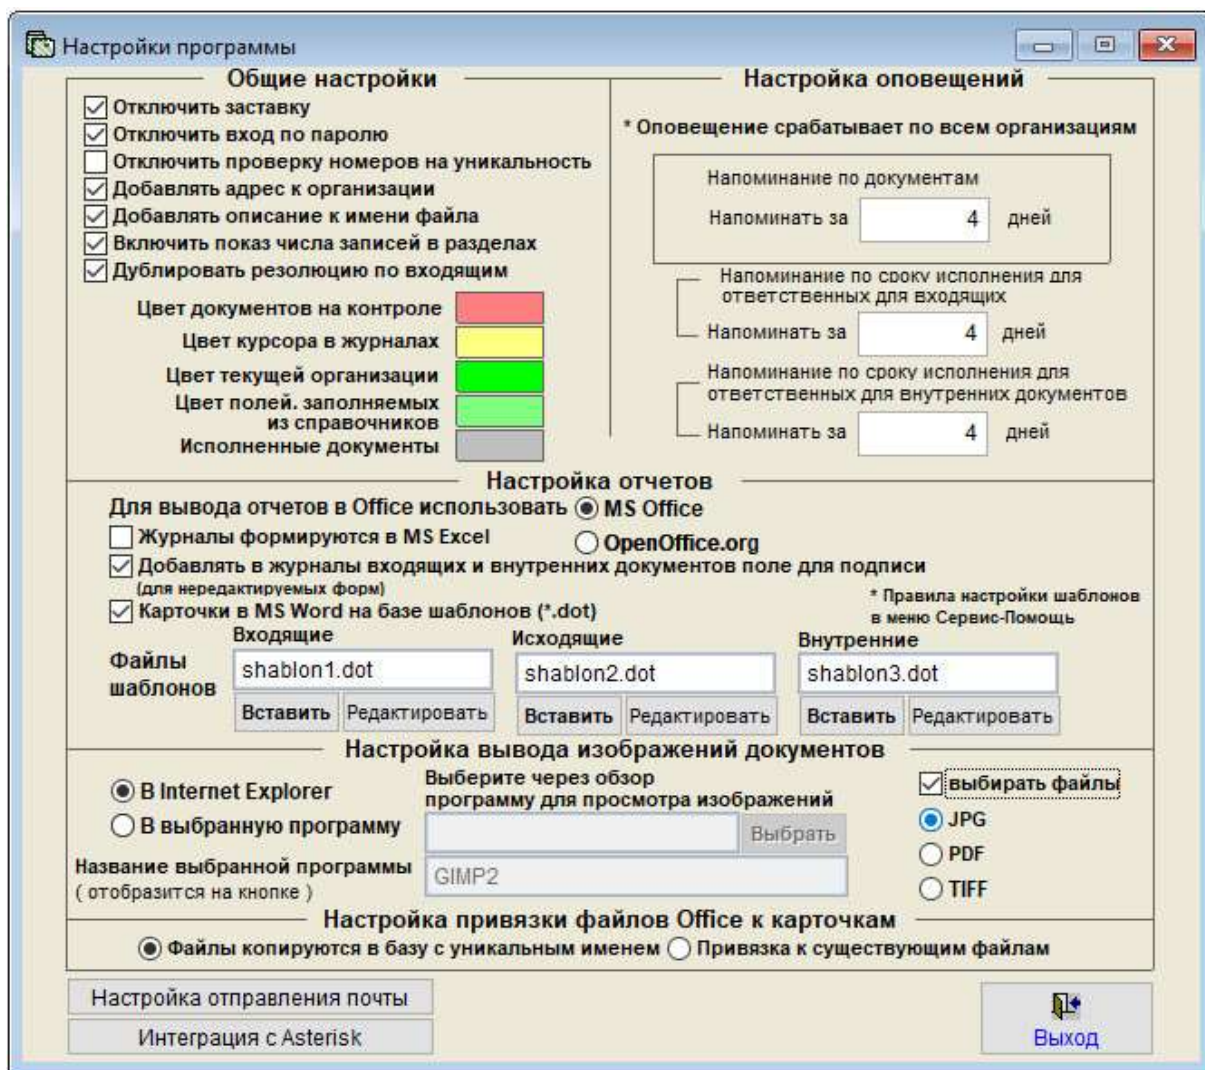 Настройки программы
Общие настройки
Отключить заставку
Отключить вход по паролю
Отключить проверку номеров на уникальность
Добавлять адрес к организации
Добавлять описание к имени файла
Включить показ числа записей в разделах
Дублировать резолюцию по входящим
Цвет документов на контроле
Цвет курсора в журналах
Цвет текущей организации
Цвет полей. заполняемых
из справочников
Исполненные документы
Настройка оповещений
* Оповещение срабатывает по всем организациям
Напоминание по документам
Напоминать за 4 дней
Напоминание по сроку исполнения для
ответственных для входящих
Напоминать за 4 дней
Напоминание по сроку исполнения для
ответственных для внутренних документов
Напоминать за 4 дней
Настройка отчетов
Для вывода отчетов в Office использовать MS Office
Журналы формируются в MS Excel OpenOffice.org
Добавлять в журналы входящих и внутренних документов поле для подписи
(для нередактируемых форм)
Карточки в MS Word на базе шаблонов (*.dot)
* Правила настройки шаблонов
в меню Сервис-Помощь
Входящие Исходящие Внутренние
Файлы
шаблонов
shablon1.dot shablon2.dot shablon3.dot
Вставить Редактировать Вставить Редактировать Вставить Редактировать
Настройка вывода изображений документов
В Internet Explorer
В выбранную программу
Выберите через обзор
программу для просмотра изображений
Выбрать
выбирать файлы
JPG
PDF
TIFF
Название выбранной программы
( отобразится на кнопке )
GIMP2
Настройка привязки файлов Office к карточкам
Файлы копируются в базу с уникальным именем Привязка к существующим файлам
Настройка отправления почты
Интеграция с Asterisk
Выход